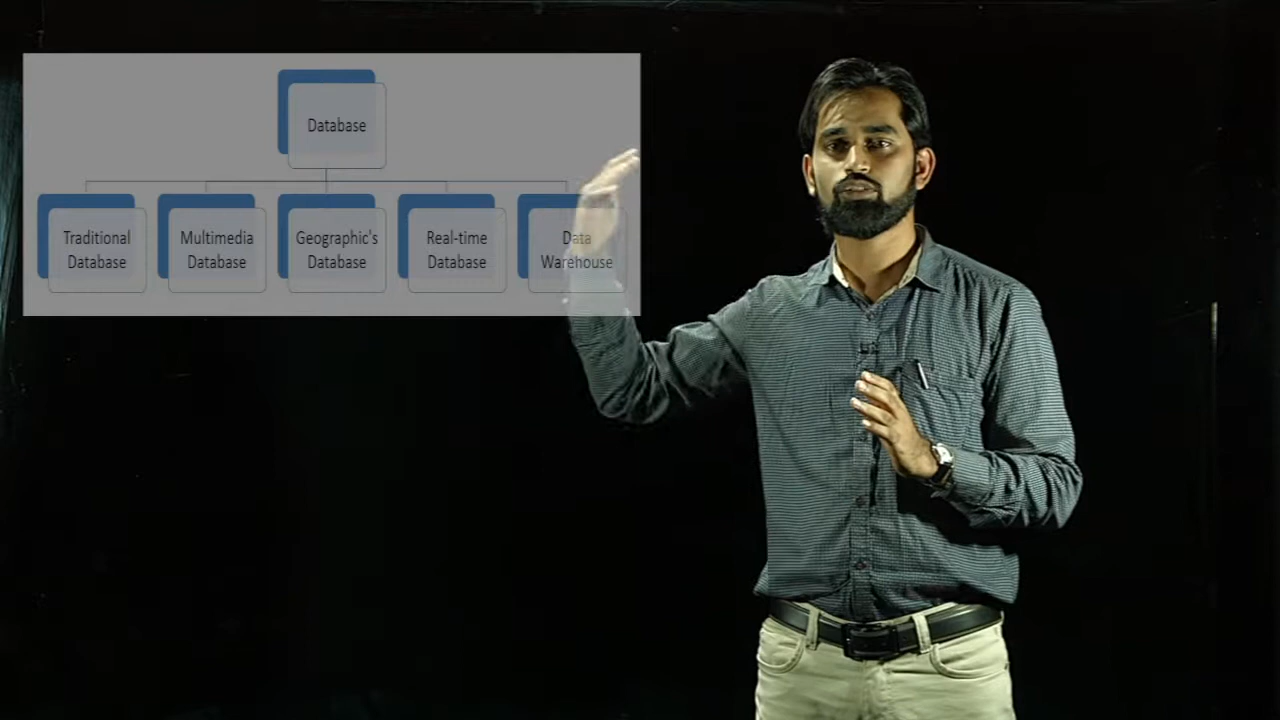 Database
Traditional
Database
Multimedia
Database
Geographic's
Database
Real-time
Database
Data
Warehouse